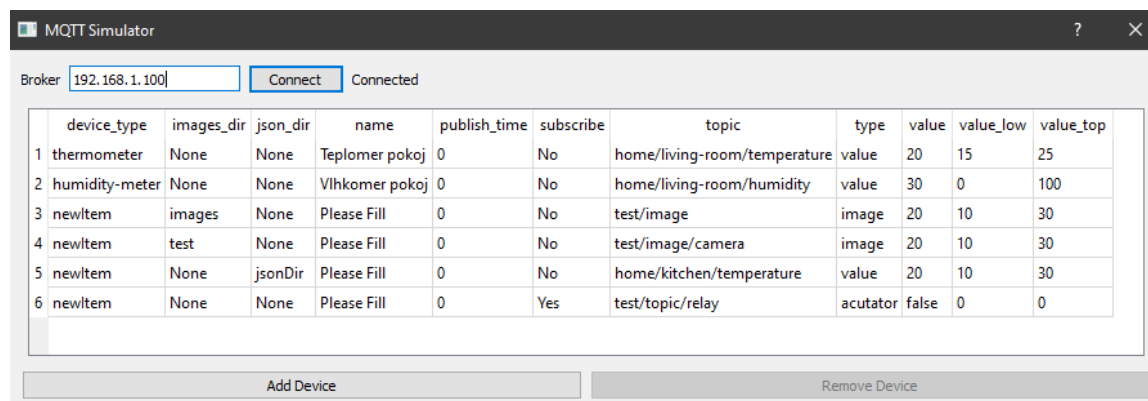 MQTT Simulator ? ×
Broker 192.168.1.100 Connect Connected
device_type images_dir json_dir name publish_time subscribe topic type value value_low value_top
1 thermometer None None Teplomer pokoj 0 No home/living-room/temperature value 20 15 25
2 humidity-meter None None Vlhkomer pokoj 0 No home/living-room/humidity value 30 0 100
3 newItem images None Please Fill 0 No test/image image 20 10 30
4 newItem test None Please Fill 0 No test/image/camera image 20 10 30
5 newItem None jsonDir Please Fill 0 No home/kitchen/temperature value 20 10 30
6 newItem None None Please Fill 0 Yes test/topic/relay acutator false 0 0
Add Device Remove Device